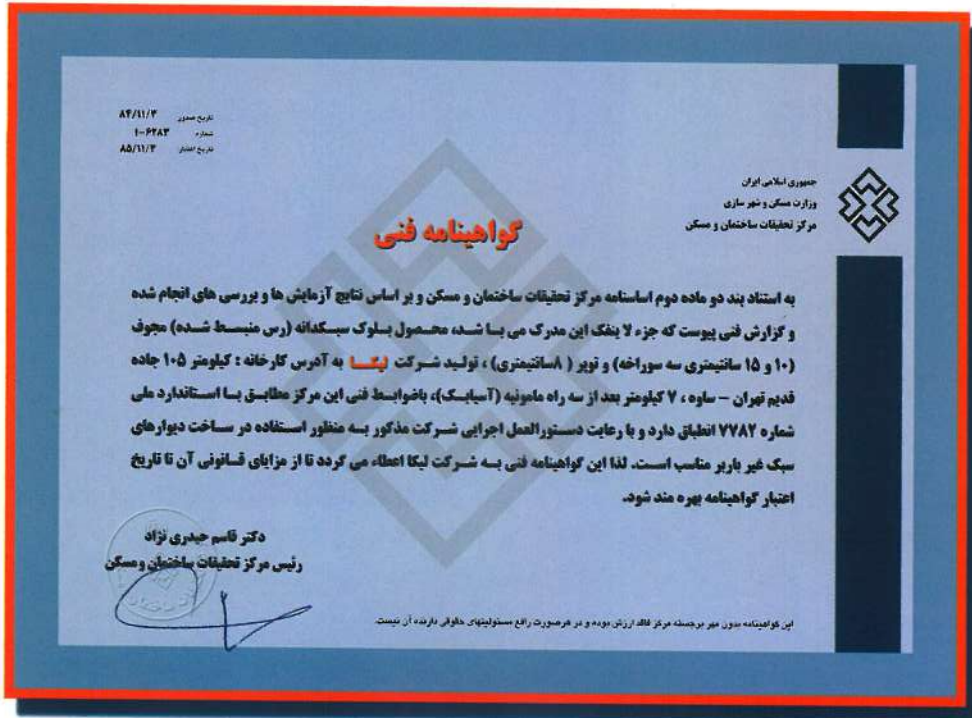 تاریخ صدور ۸۴/۱۱/۳
شماره ۱-۶۲۸۳
تاریخ اعتبار ۸۵/۱۱/۳
جمهوری اسلامی ایران
وزارت مسکن و شهر سازی
مرکز تحقیقات ساختمان و مسکن
گواهینامه فنی
به استناد بند دو ماده دوم اساسنامه مرکز تحقیقات ساختمان و مسکن و بر اساس نتایج آزمایش ها و بررسی های انجام شده
و گزارش فنی پیوست که جزء لا ینفک این مدرک می با شد، محصول بلوک سبکدانه (رس منبسط شده) مجوف
(۱۰ و ۱۵ سانتیمتری سه سوراخه) و توپر ( ۸سانتیمتری) ، تولید شرکت لیکا به آدرس کارخانه : کیلومتر ۱۰۵ جاده
قدیم تهران – ساوه ، ۷ کیلومتر بعد از سه راه مامونیه (آسیابک)، باضوابط فنی این مرکز مطابق با استاندارد ملی
شماره ۷۷۸۲ انطباق دارد و با رعایت دستورالعمل اجرایی شرکت مذکور به منظور استفاده در ساخت دیوارهای
سبک غیر باربر مناسب است. لذا این گواهینامه فنی به شرکت لیکا اعطاء می گردد تا از مزایای قانونی آن تا تاریخ
اعتبار گواهینامه بهره مند شود.
دکتر قاسم حیدری نژاد
رئیس مرکز تحقیقات ساختمان و مسکن
این گواهینامه بدون مهر برجسته مرکز فاقد ارزش بوده و در هرصورت رافع مسئولیتهای حقوقی دارنده آن نیست.